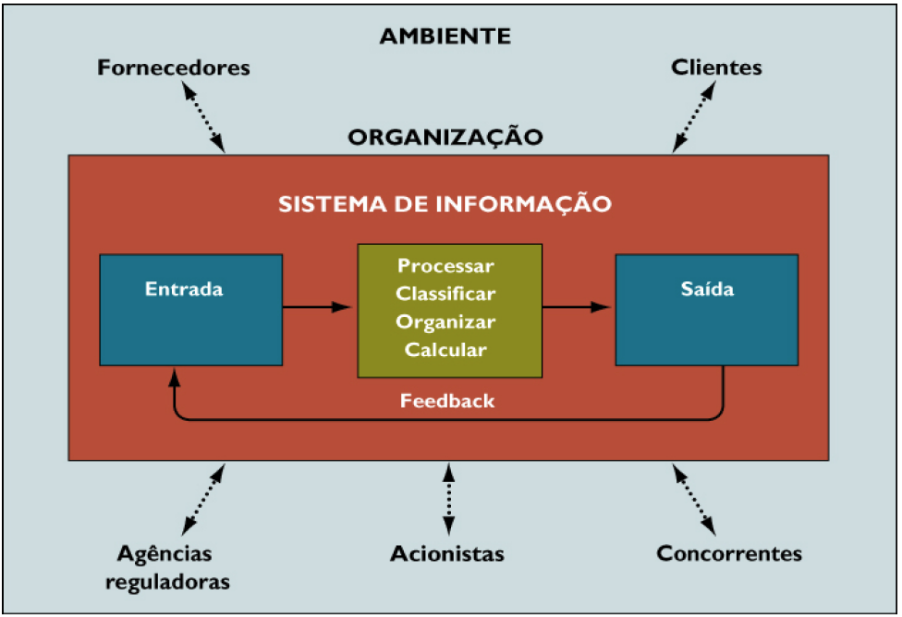 AMBIENTE
Fornecedores
Clientes
ORGANIZAÇÃO
SISTEMA DE INFORMAÇÃO
Entrada
Processar
Classificar
Organizar
Calcular
Saída
Feedback
Agências
reguladoras
Acionistas
Concorrentes